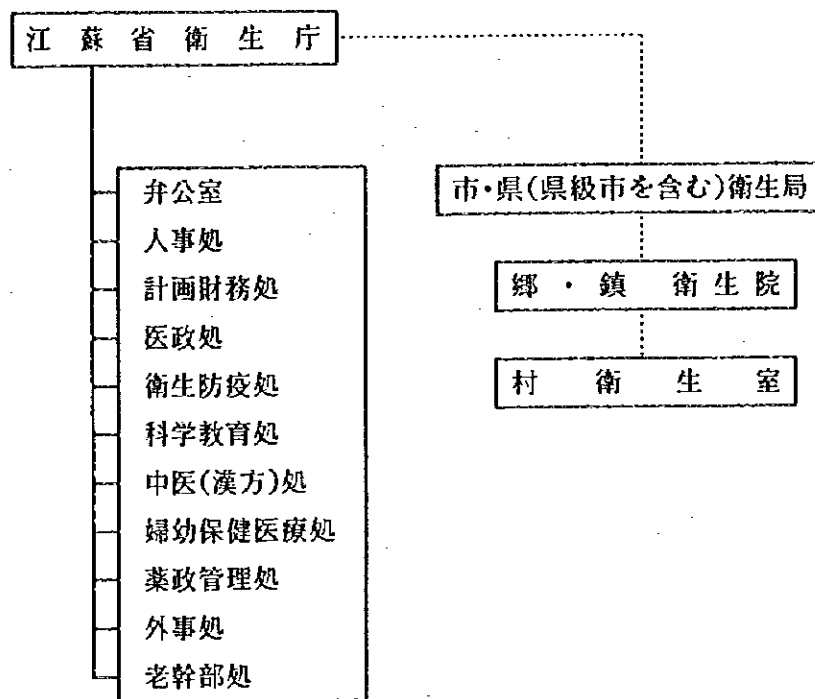 江蘇省衛生庁
弁公室
人事処
計画財務処
医政処
衛生防疫処
科学教育処
中医(漢方)処
婦幼保健医療処
薬政管理処
外事処
老幹部処
市・県(県級市を含む)衛生局
郷・鎮 衛生院
村衛生室